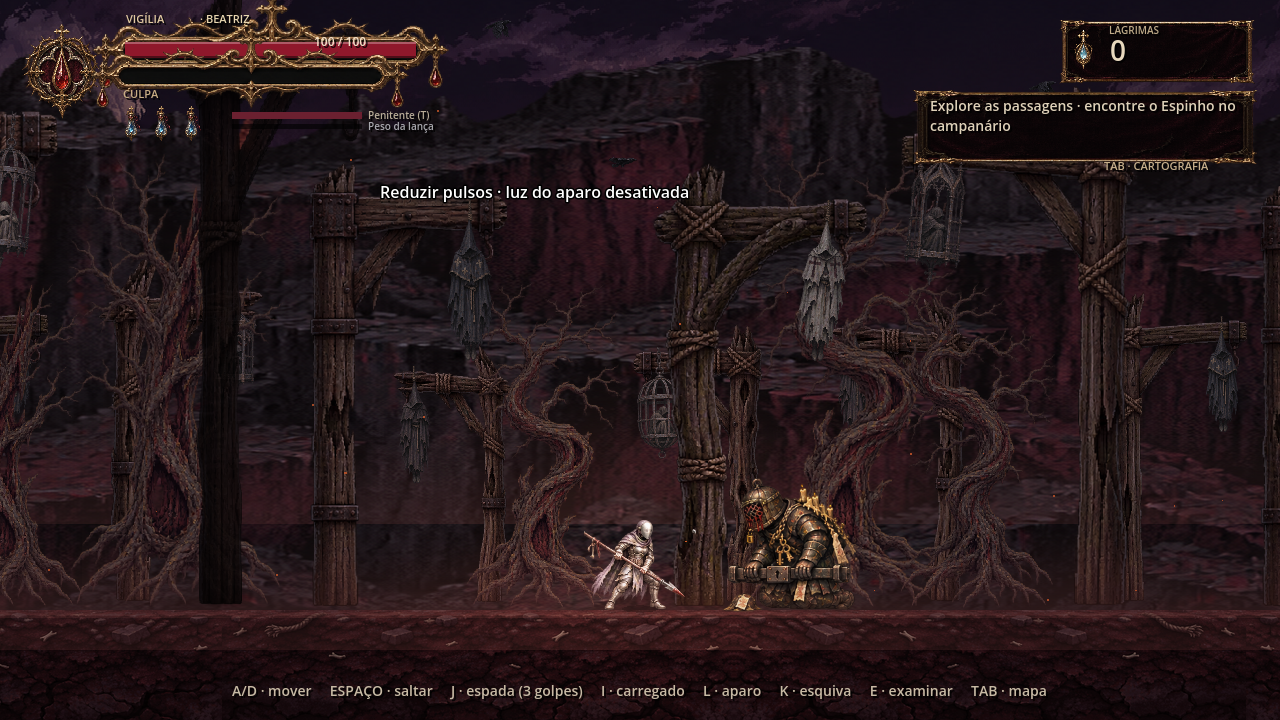 VIGÍLIA · BEATRIZ
100 / 100
CULPA
Penitente (T)
Peso da lança
LÁGRIMAS
0
Explore as passagens · encontre o Espinho no
campanário
TAB · CARTOGRAFIA
Reduzir pulsos · luz do aparo desativada
A/D · mover ESPAÇO · saltar J · espada (3 golpes) I · carregado L · aparo K · esquiva E · examinar TAB · mapa